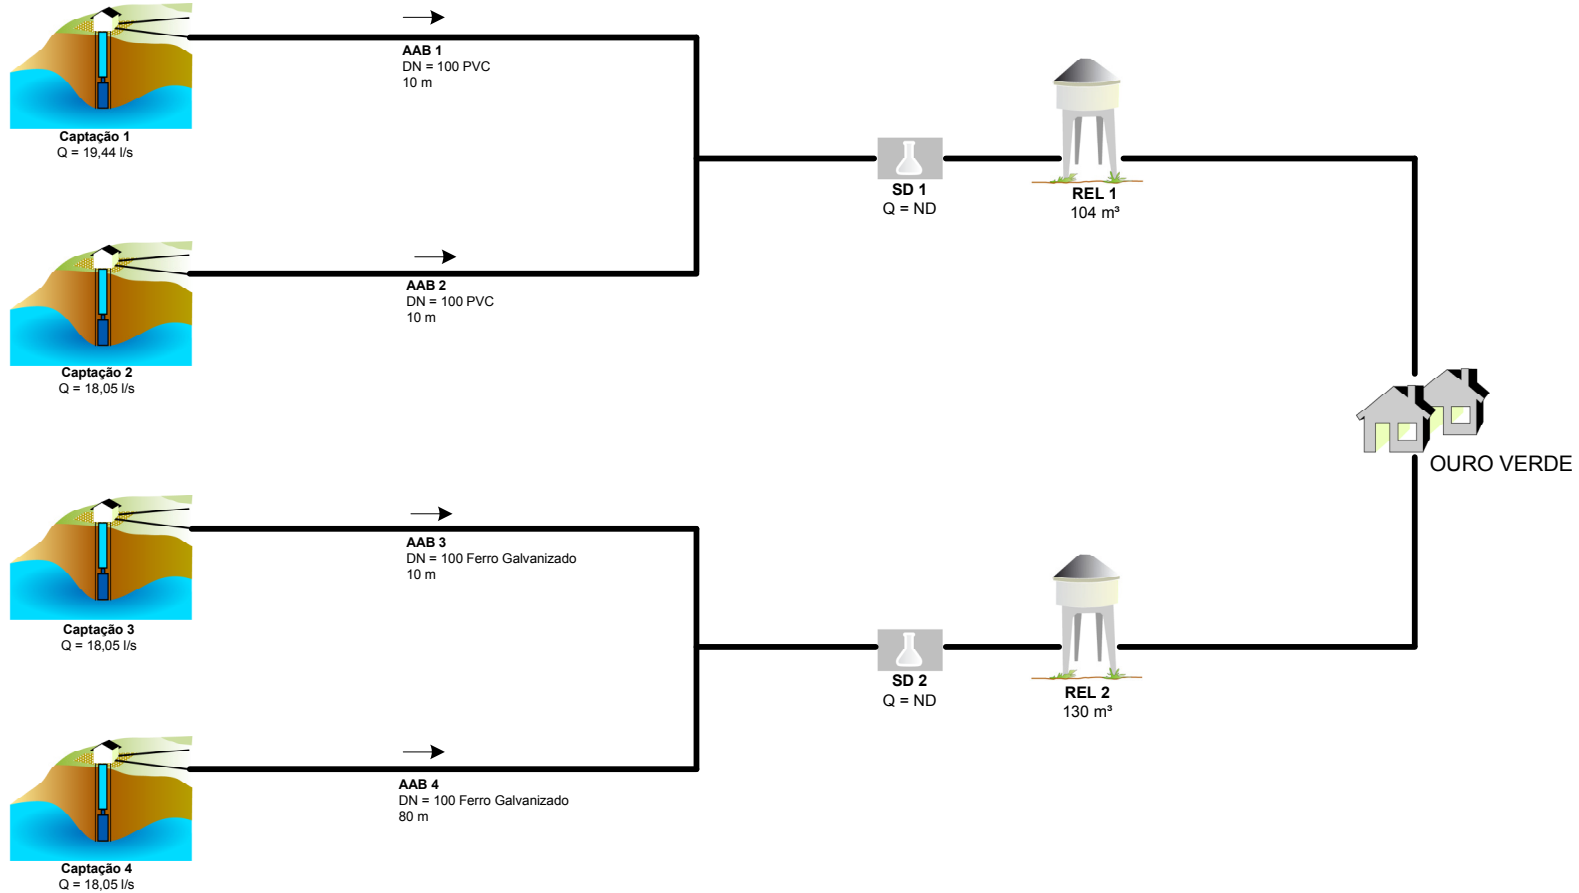 AAB 1
DN = 100 PVC
10 m
Captação 1
Q = 19,44 l/s
SD 1
Q = ND
REL 1
104 m³
AAB 2
DN = 100 PVC
10 m
Captação 2
Q = 18,05 l/s
OURO VERDE
AAB 3
DN = 100 Ferro Galvanizado
10 m
Captação 3
Q = 18,05 l/s
SD 2
Q = ND
REL 2
130 m³
AAB 4
DN = 100 Ferro Galvanizado
80 m
Captação 4
Q = 18,05 l/s